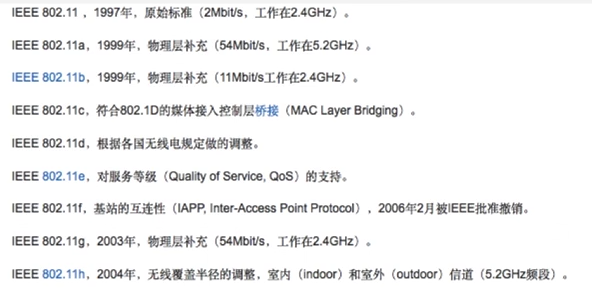 IEEE 802.11 ，1997年，原始标准（2Mbit/s，工作在2.4GHz）。
IEEE 802.11a，1999年，物理层补充（54Mbit/s，工作在5.2GHz）。
IEEE 802.11b，1999年，物理层补充（11Mbit/s工作在2.4GHz）。
IEEE 802.11c，符合802.1D的媒体接入控制层桥接（MAC Layer Bridging）。
IEEE 802.11d，根据各国无线电规定做的调整。
IEEE 802.11e，对服务等级（Quality of Service, QoS）的支持。
IEEE 802.11f，基站的互连性（IAPP, Inter-Access Point Protocol），2006年2月被IEEE批准撤销。
IEEE 802.11g，2003年，物理层补充（54Mbit/s，工作在2.4GHz）。
IEEE 802.11h，2004年，无线覆盖半径的调整，室内（indoor）和室外（outdoor）信道（5.2GHz频段）。